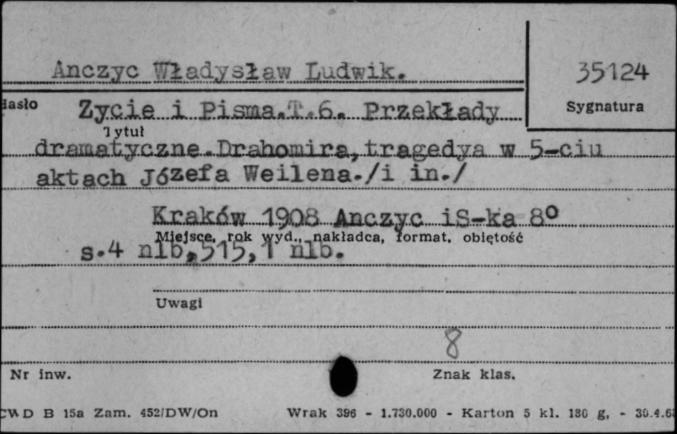 Anczyc Władysław Ludwik.
35124
Hasło
Sygnatura
Zycie i Pisma.T.6. Przekłady
Tytuł
dramatyczne.Drahomira,tragedya w 5-ciu
aktach Józefa Weilena./i in./
Kraków 1908 Anczyc iS-ka 8°
Miejsce, rok wyd., nakładca, format, objętość
s.4 nlb,515,1 nlb.
Uwagi
8
Nr inw.
Znak klas.
CWD B 15a Zam. 452/DW/On Wrak 396 - 1.730.000 - Karton 5 kl. 180 g, - 30.4.6